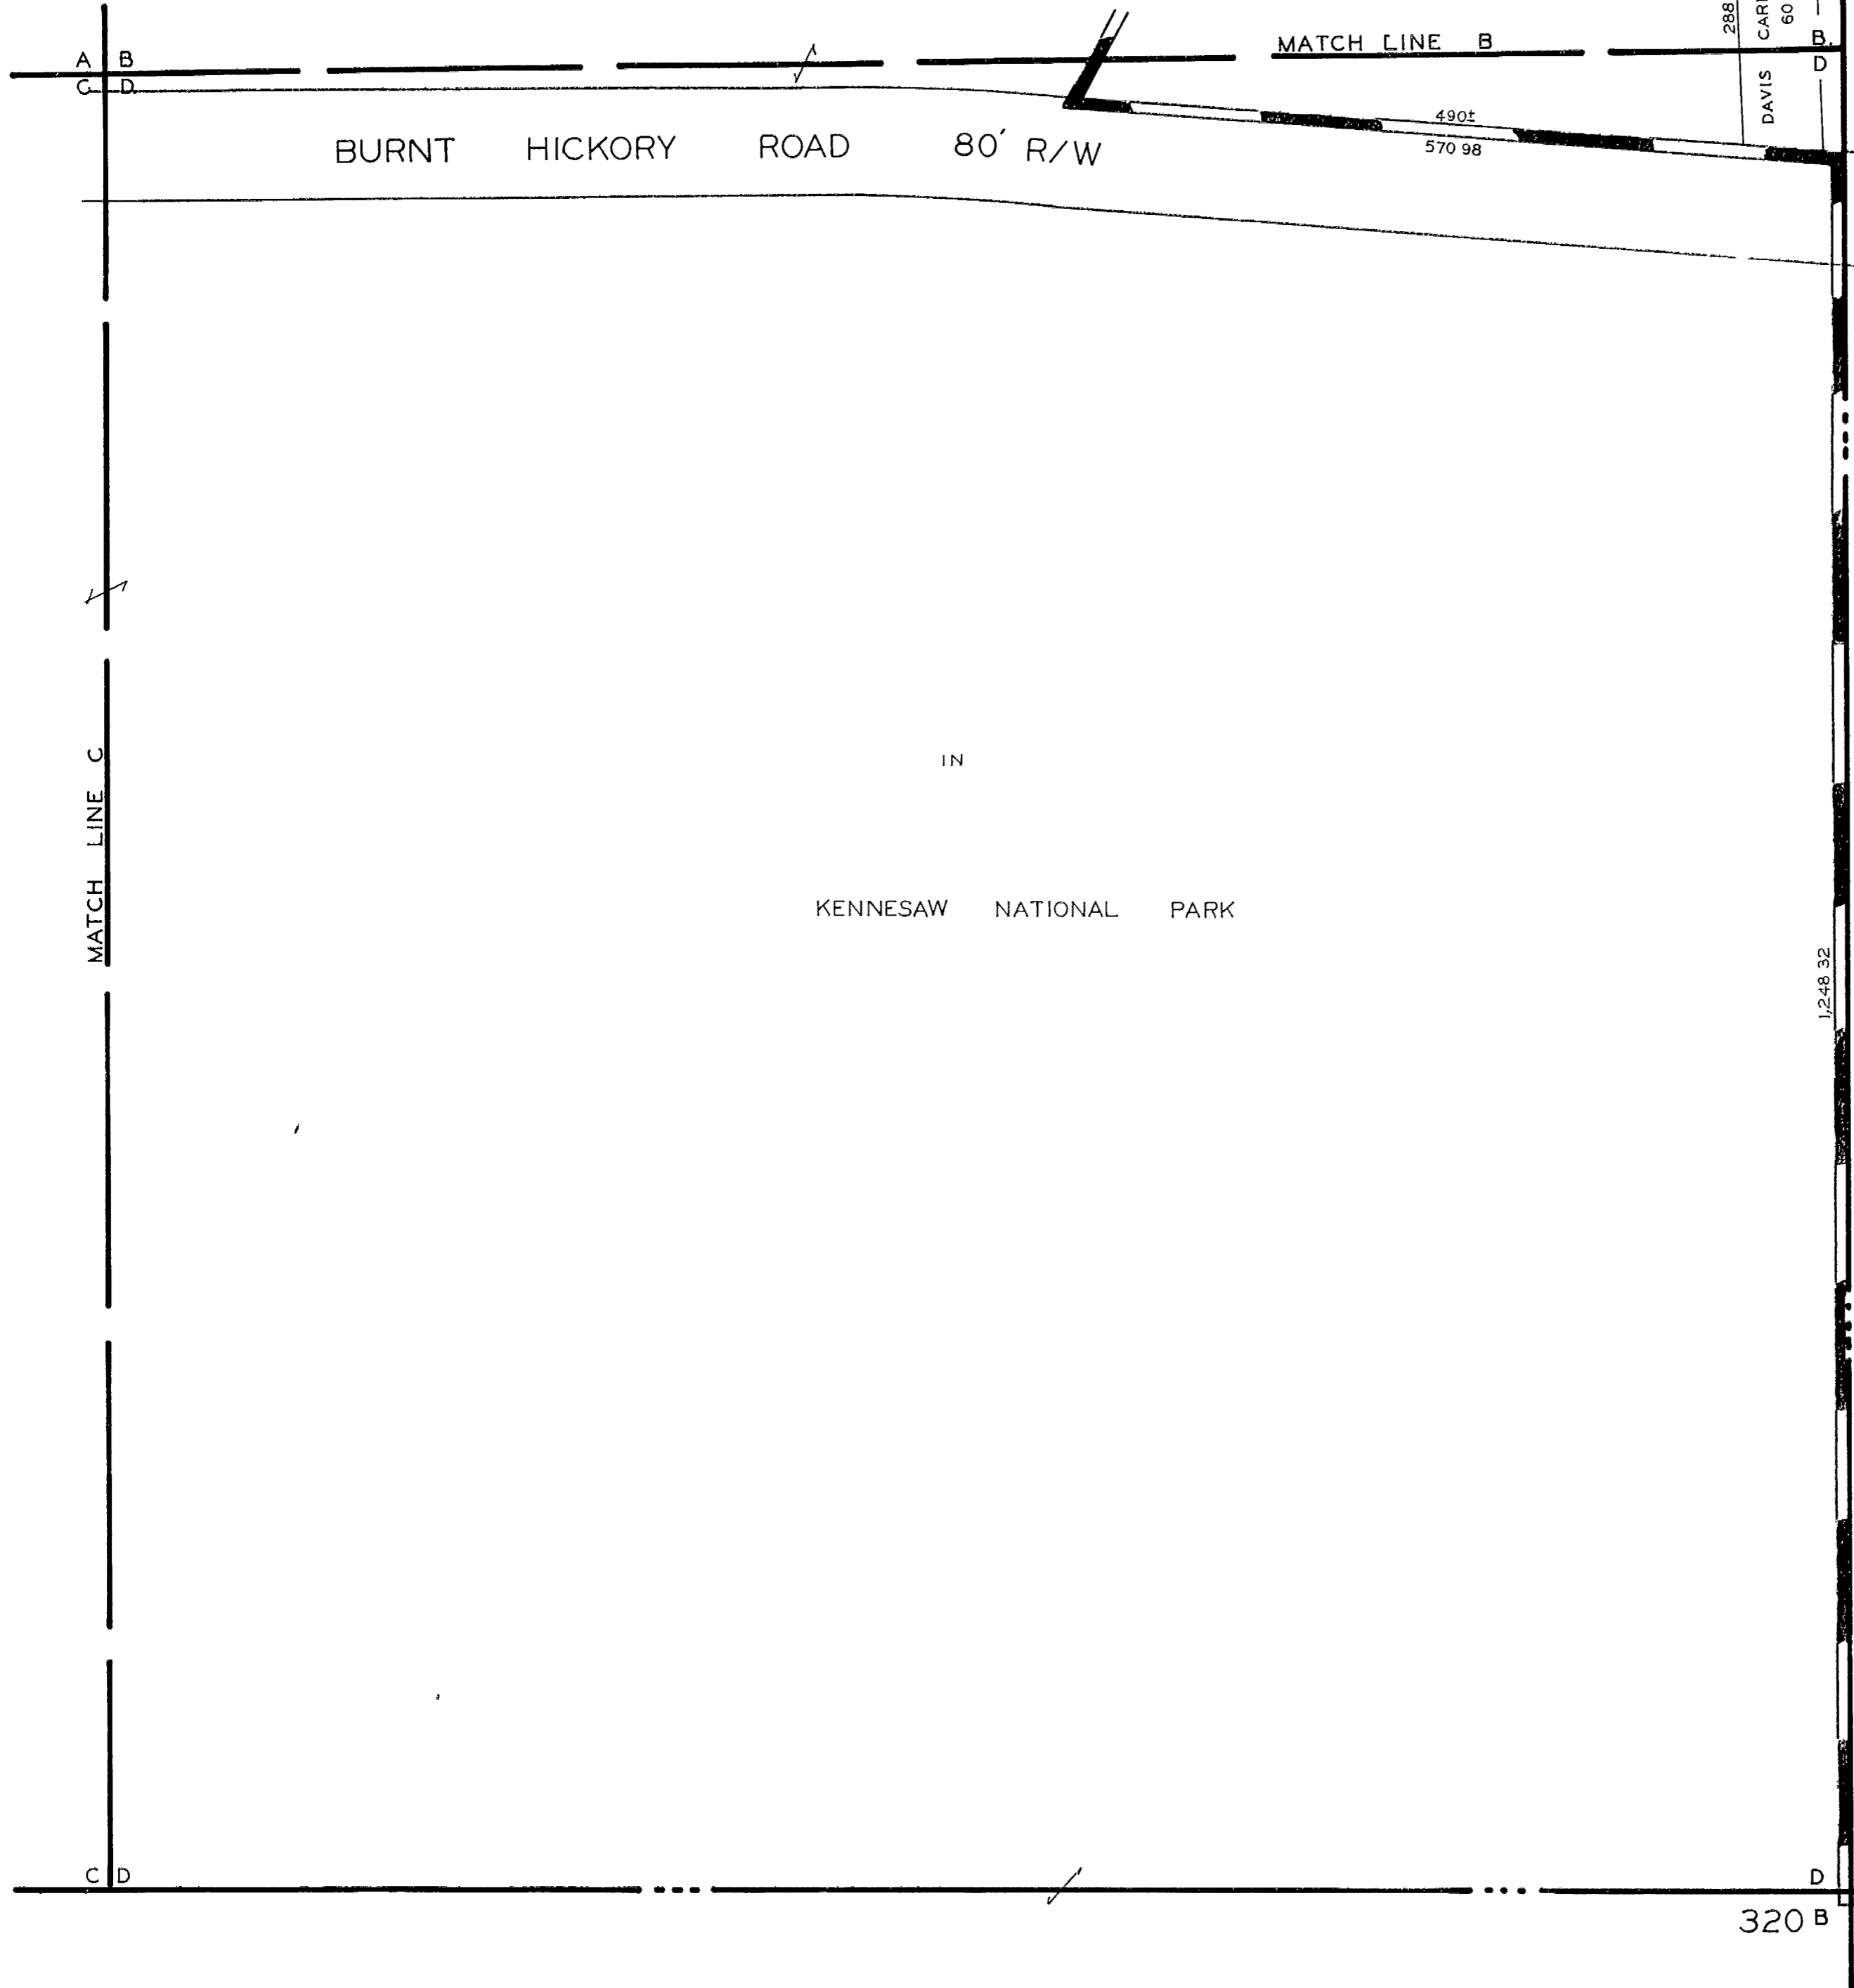 A B
MATCH LINE B
288
DAVIS
60
B.
C D.
D
BURNT HICKORY ROAD 80' R/W
490±
570 98
MATCH LINE C
IN
KENNESAW NATIONAL PARK
1,248 32
C D
D
320 B